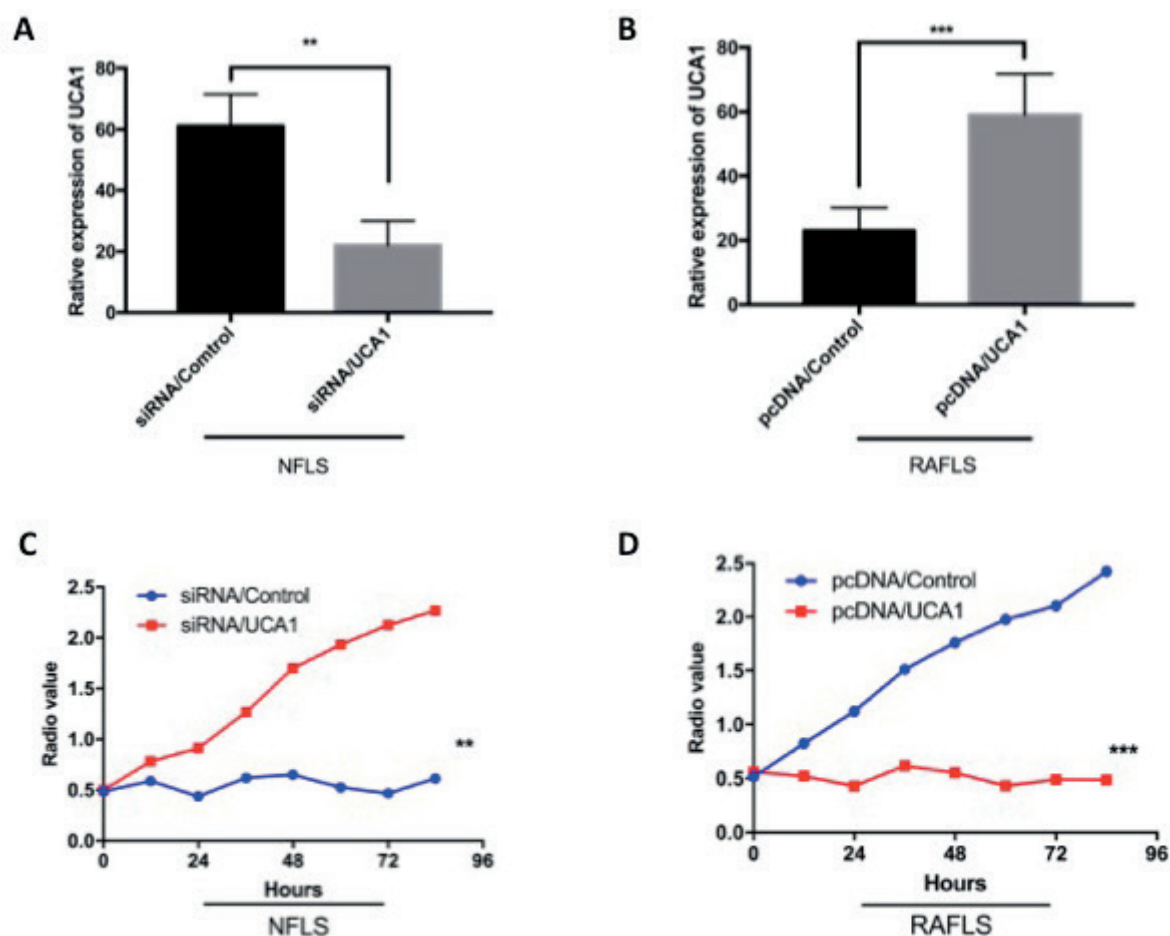 A
**
Rative expression of UCA1
80
60
40
20
0
siRNA/Comtrol
siRNA/UCA1
NFLS
B
***
Rative expression of UCA1
80
60
40
20
0
pcDNA/Control
pcDNA/UCA1
RAFLS
C
siRNA/Control
siRNA/UCA1
Radio value
2.5
2.0
1.5
1.0
0.5
0.0
**
0 24 48 72 96
Hours
NFLS
D
pcDNA/Control
pcDNA/UCA1
Radio value
2.5
2.0
1.5
1.0
0.5
0.0
***
0 24 48 72 96
Hours
RAFLS